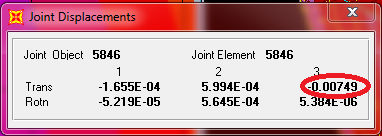 Joint Displacements
Joint Object 5846 Joint Element 5846
1 2 3
Trans -1.655E-04 5.994E-04 -0.00749
Rotn -5.219E-05 5.645E-04 5.384E-06